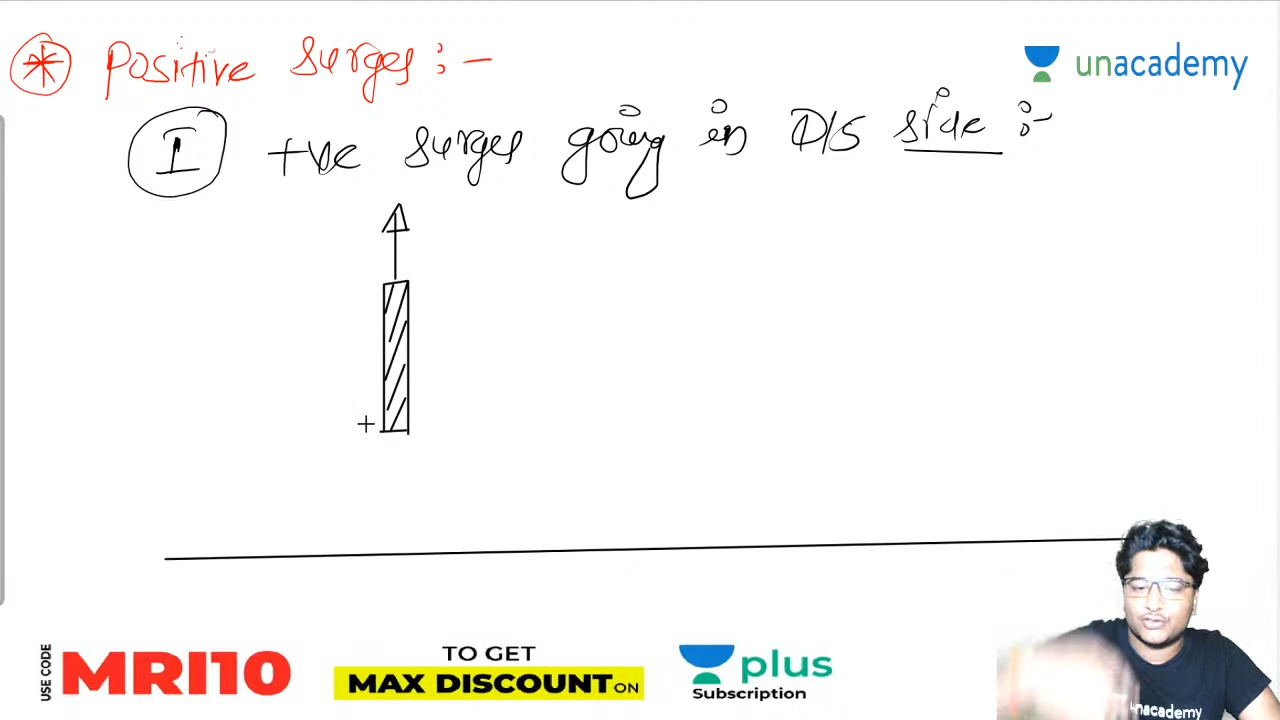 * Positive Surges :-
unacademy
I +ve surges going in D/S side :-
+
USE CODE
MRI10
TO GET
MAX DISCOUNT ON
plus
Subscription
unacademy